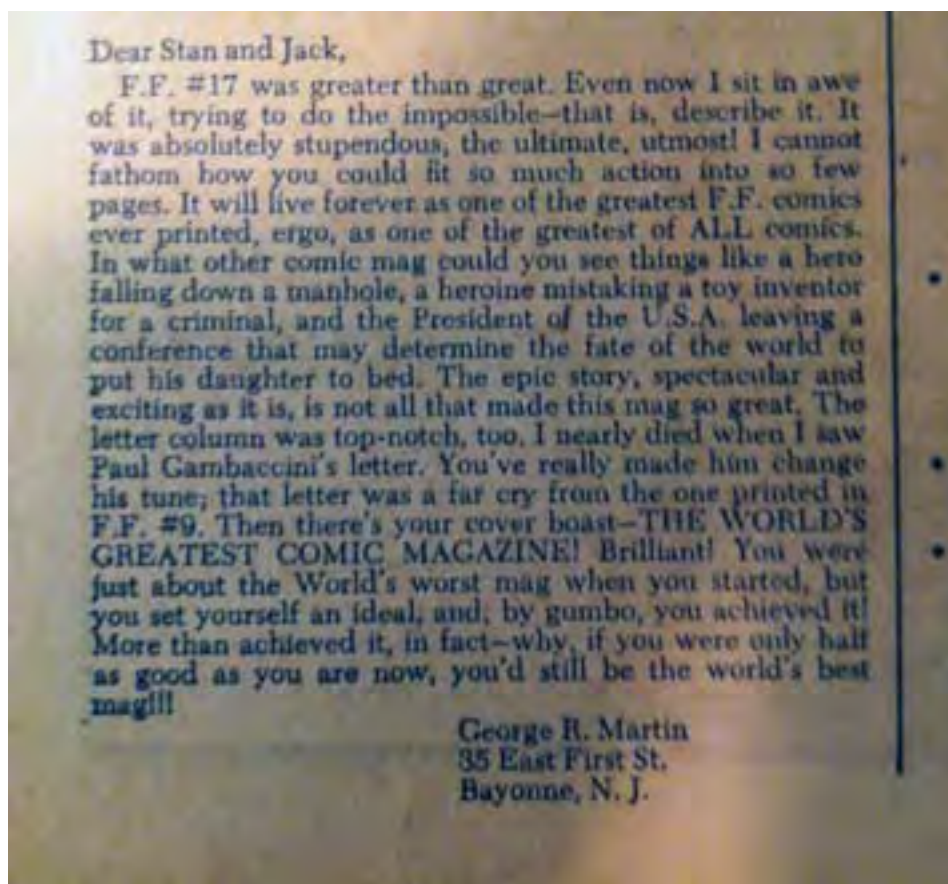 Dear Stan and Jack,
F.F. #17 was greater than great. Even now I sit in awe
of it, trying to do the impossible—that is, describe it. It
was absolutely stupendous, the ultimate, utmost! I cannot
fathom how you could fit so much action into so few
pages. It will live forever as one of the greatest F.F. comics
ever printed, ergo, as one of the greatest of ALL comics.
In what other comic mag could you see things like a hero
falling down a manhole, a heroine mistaking a toy inventor
for a criminal, and the President of the U.S.A. leaving a
conference that may determine the fate of the world to
put his daughter to bed. The epic story, spectacular and
exciting as it is, is not all that made this mag so great. The
letter column was top-notch, too. I nearly died when I saw
Paul Gambaccini's letter. You've really made him change
his tune; that letter was a far cry from the one printed in
F.F. #9. Then there's your cover boast—THE WORLD'S
GREATEST COMIC MAGAZINE! Brilliant! You were
just about the World's worst mag when you started, but
you set yourself an ideal, and, by gumbo, you achieved it!
More than achieved it, in fact—why, if you were only half
as good as you are now, you'd still be the world's best
mag!!!
George R. Martin
35 East First St.
Bayonne, N. J.